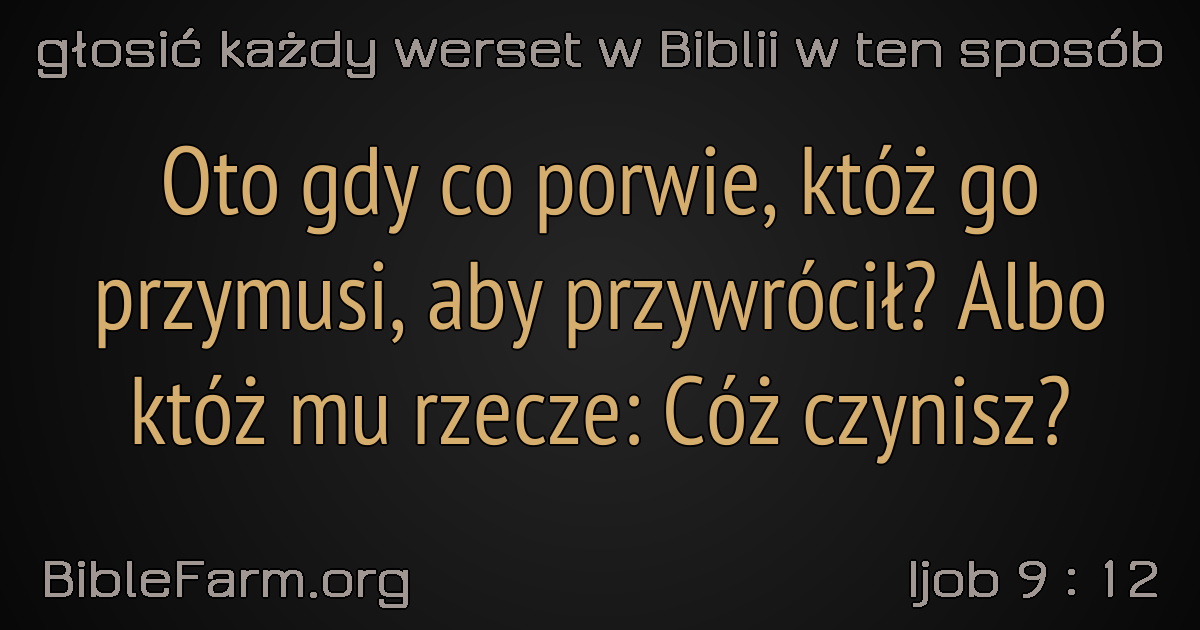 głosić każdy werset w Biblii w ten sposób
Oto gdy co porwie, któż go
przymusi, aby przywrócił? Albo
któż mu rzecze: Cóż czynisz?
BibleFarm.org
Ijob 9 : 12